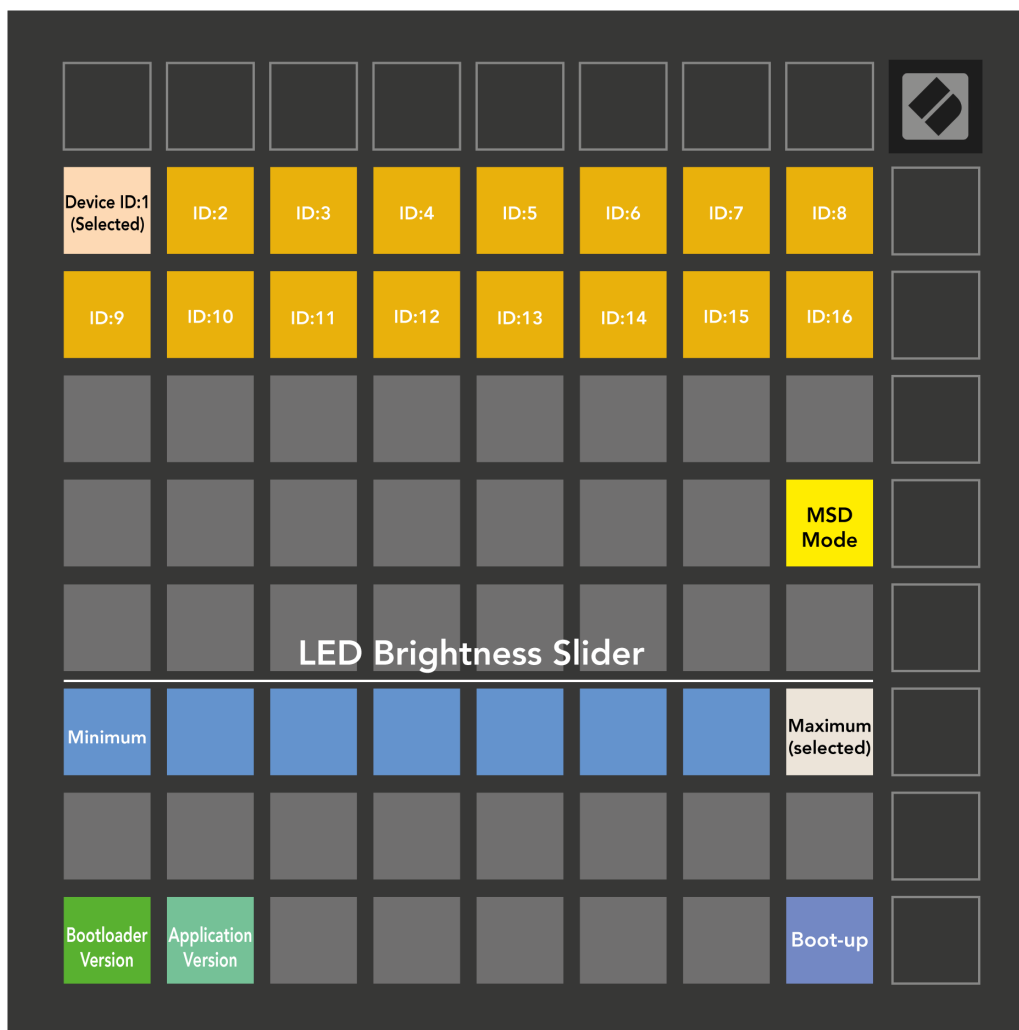 Device ID:1
(Selected)
ID:2
ID:3
ID:4
ID:5
ID:6
ID:7
ID:8
ID:9
ID:10
ID:11
ID:12
ID:13
ID:14
ID:15
ID:16
MSD
Mode
LED Brightness Slider
Minimum
Maximum
(selected)
Bootloader
Version
Application
Version
Boot-up